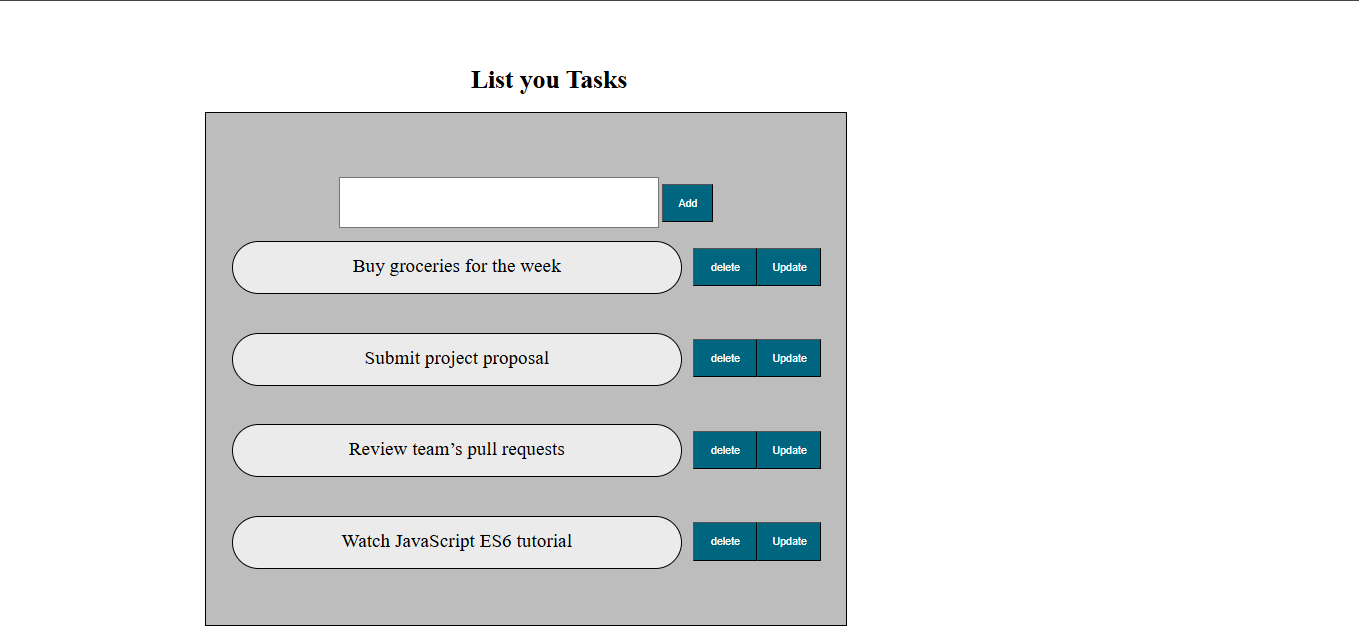 List you Tasks
Add
Buy groceries for the week delete Update
Submit project proposal delete Update
Review team’s pull requests delete Update
Watch JavaScript ES6 tutorial delete Update